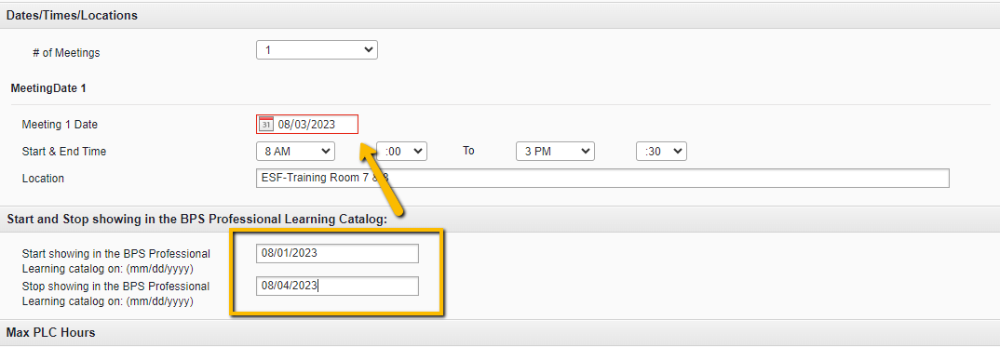 Dates/Times/Locations
# of Meetings 1
MeetingDate 1
Meeting 1 Date 31 08/03/2023
Start & End Time 8 AM :00 To 3 PM :30
Location ESF-Training Room 7 & 8
Start and Stop showing in the BPS Professional Learning Catalog:
Start showing in the BPS Professional 08/01/2023
Learning catalog on: (mm/dd/yyyy)
Stop showing in the BPS Professional 08/04/2023
Learning catalog on: (mm/dd/yyyy)
Max PLC Hours